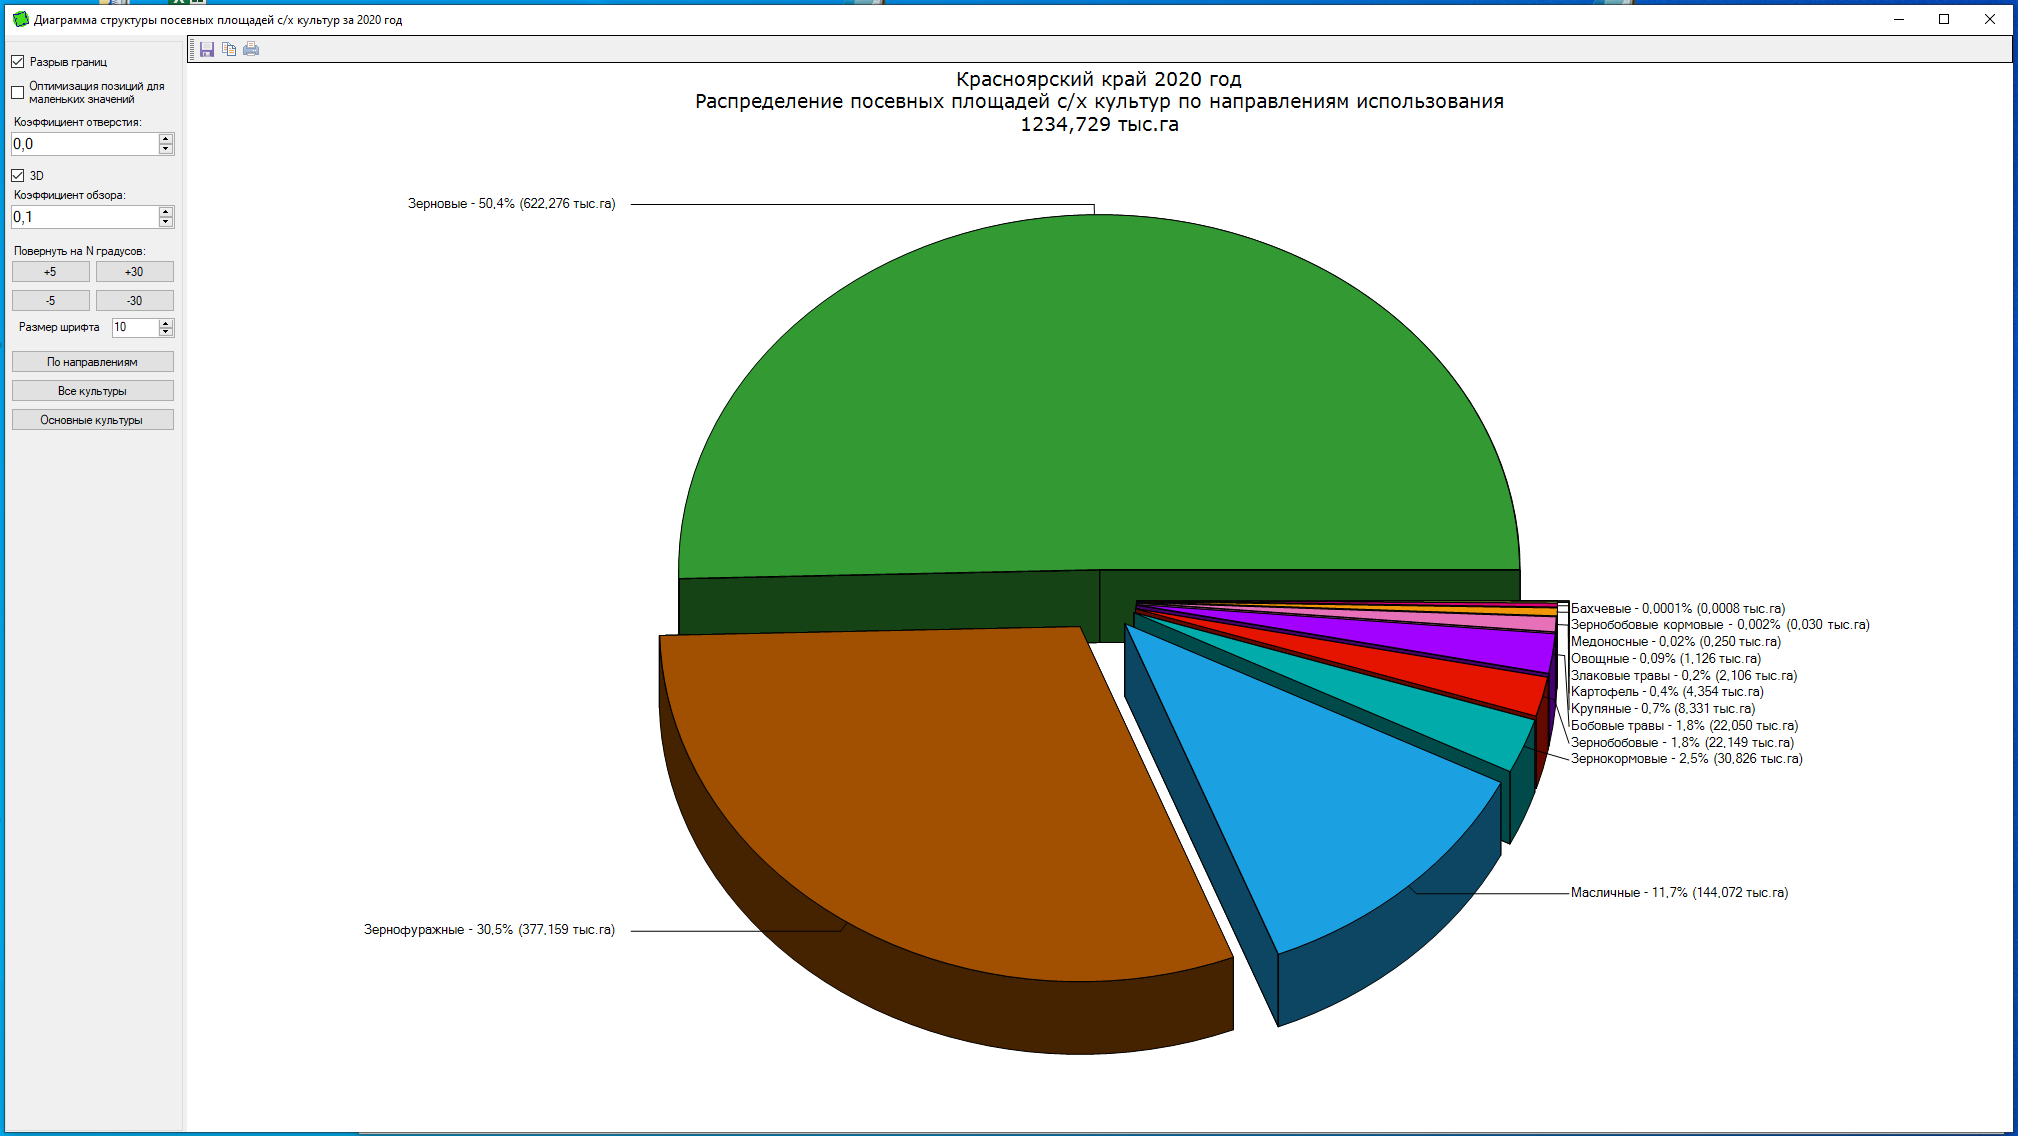 Диаграмма структуры посевных площадей с/х культур за 2020 год
Разрыв границ
Оптимизация позиций для
маленьких значений
Коэффициент отверстия:
0,0
3D
Коэффициент обзора:
0,1
Повернуть на N градусов:
+5 +30
-5 -30
Размер шрифта 10
По направлениям
Все культуры
Основные культуры
Красноярский край 2020 год
Распределение посевных площадей с/х культур по направлениям использования
1234,729 тыс.га
Зерновые - 50,4% (622,276 тыс.га)
Бахчевые - 0,0001% (0,0008 тыс.га)
Зернобобовые кормовые - 0,002% (0,030 тыс.га)
Медоносные - 0,02% (0,250 тыс.га)
Овощные - 0,09% (1,126 тыс.га)
Злаковые травы - 0,2% (2,106 тыс.га)
Картофель - 0,4% (4,354 тыс.га)
Крупяные - 0,7% (8,331 тыс.га)
Бобовые травы - 1,8% (22,050 тыс.га)
Зернобобовые - 1,8% (22,149 тыс.га)
Зернокормовые - 2,5% (30,826 тыс.га)
Масличные - 11,7% (144,072 тыс.га)
Зернофуражные - 30,5% (377,159 тыс.га)